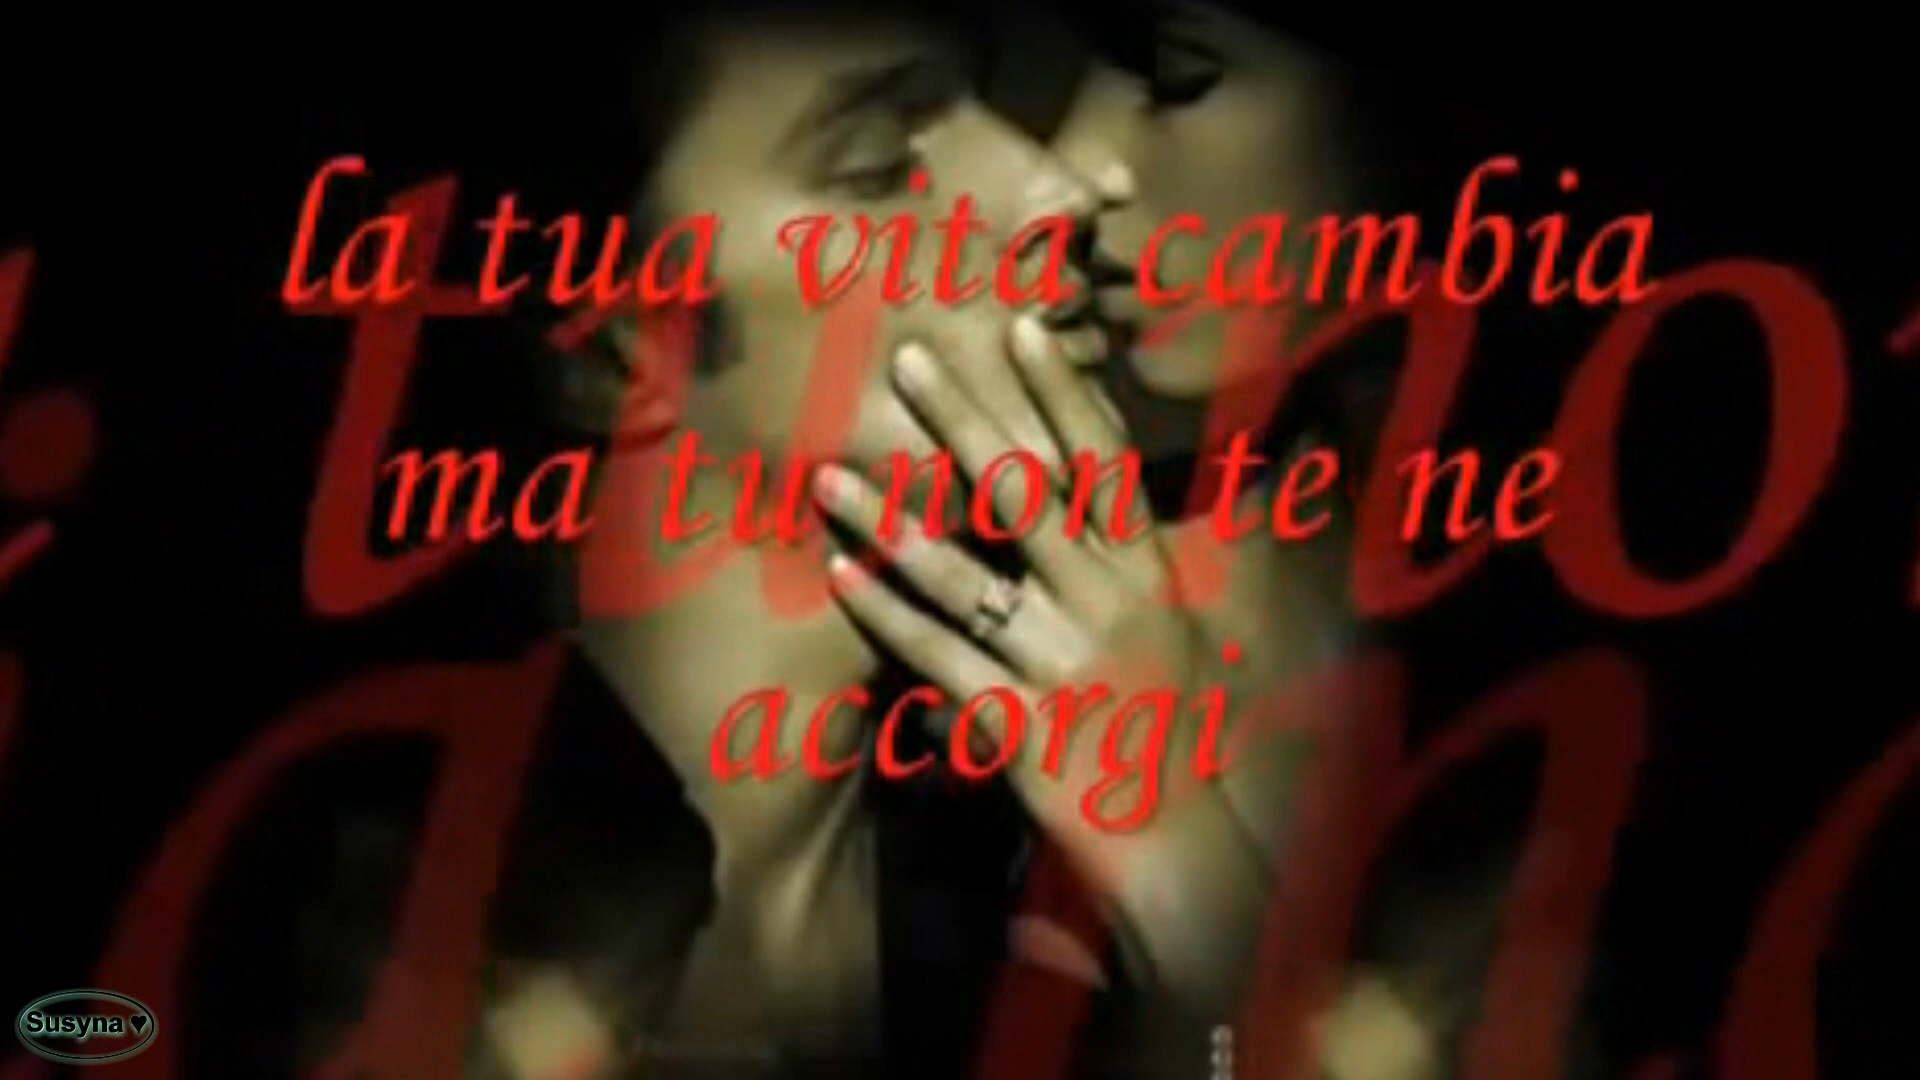 la tua vita cambia
ma tu non te ne
accorgi
Susyna ♥